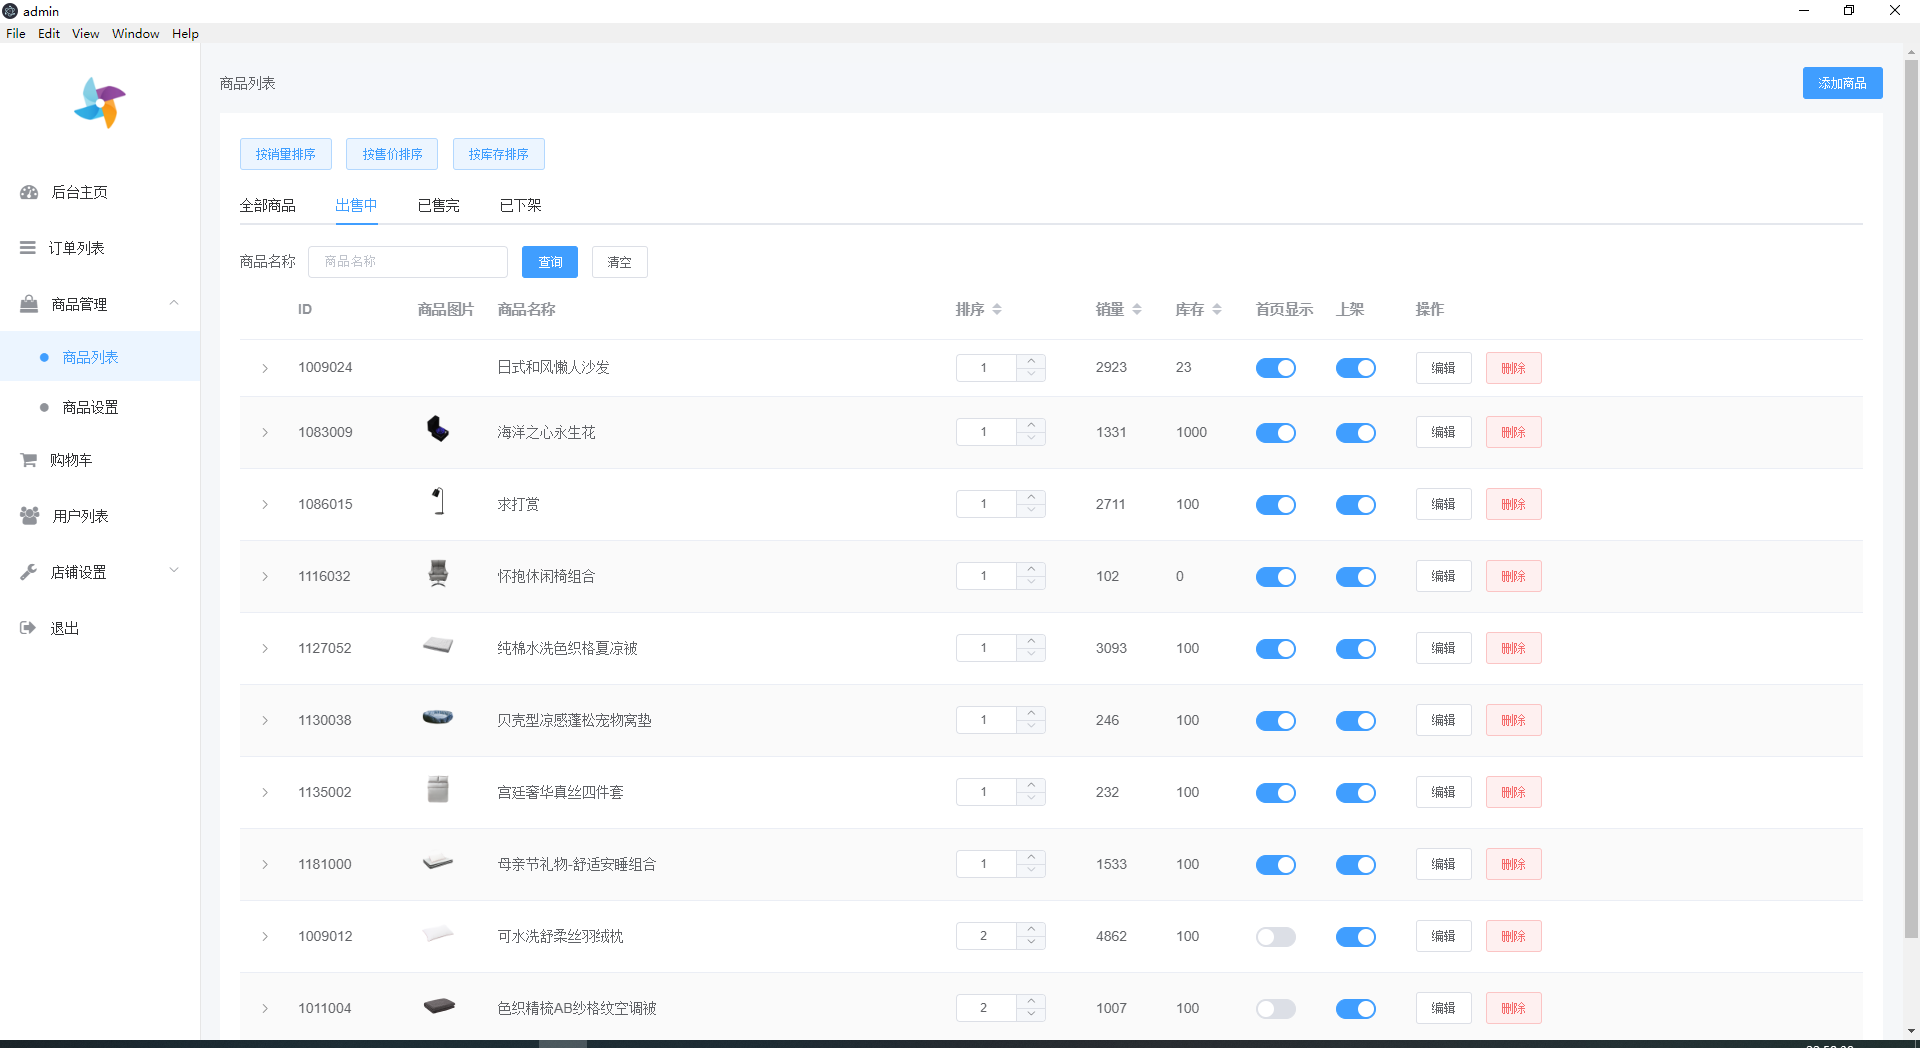 admin
File Edit View Window Help
商品列表
添加商品
后台主页
订单列表
商品管理
商品列表
商品设置
购物车
用户列表
店铺设置
退出
按销量排序 按售价排序 按库存排序
全部商品 出售中 已售完 已下架
商品名称 商品名称 查询 清空
ID 商品图片 商品名称 排序 销量 库存 首页显示 上架 操作
1009024 日式和风懒人沙发 1 2923 23 编辑 删除
1083009 海洋之心永生花 1 1331 1000 编辑 删除
1086015 求打赏 1 2711 100 编辑 删除
1116032 怀抱休闲椅组合 1 102 0 编辑 删除
1127052 纯棉水洗色织格夏凉被 1 3093 100 编辑 删除
1130038 贝壳型凉感蓬松宠物窝垫 1 246 100 编辑 删除
1135002 宫廷奢华真丝四件套 1 232 100 编辑 删除
1181000 母亲节礼物-舒适安睡组合 1 1533 100 编辑 删除
1009012 可水洗舒柔丝羽绒枕 2 4862 100 编辑 删除
1011004 色织精梳AB纱格纹空调被 2 1007 100 编辑 删除